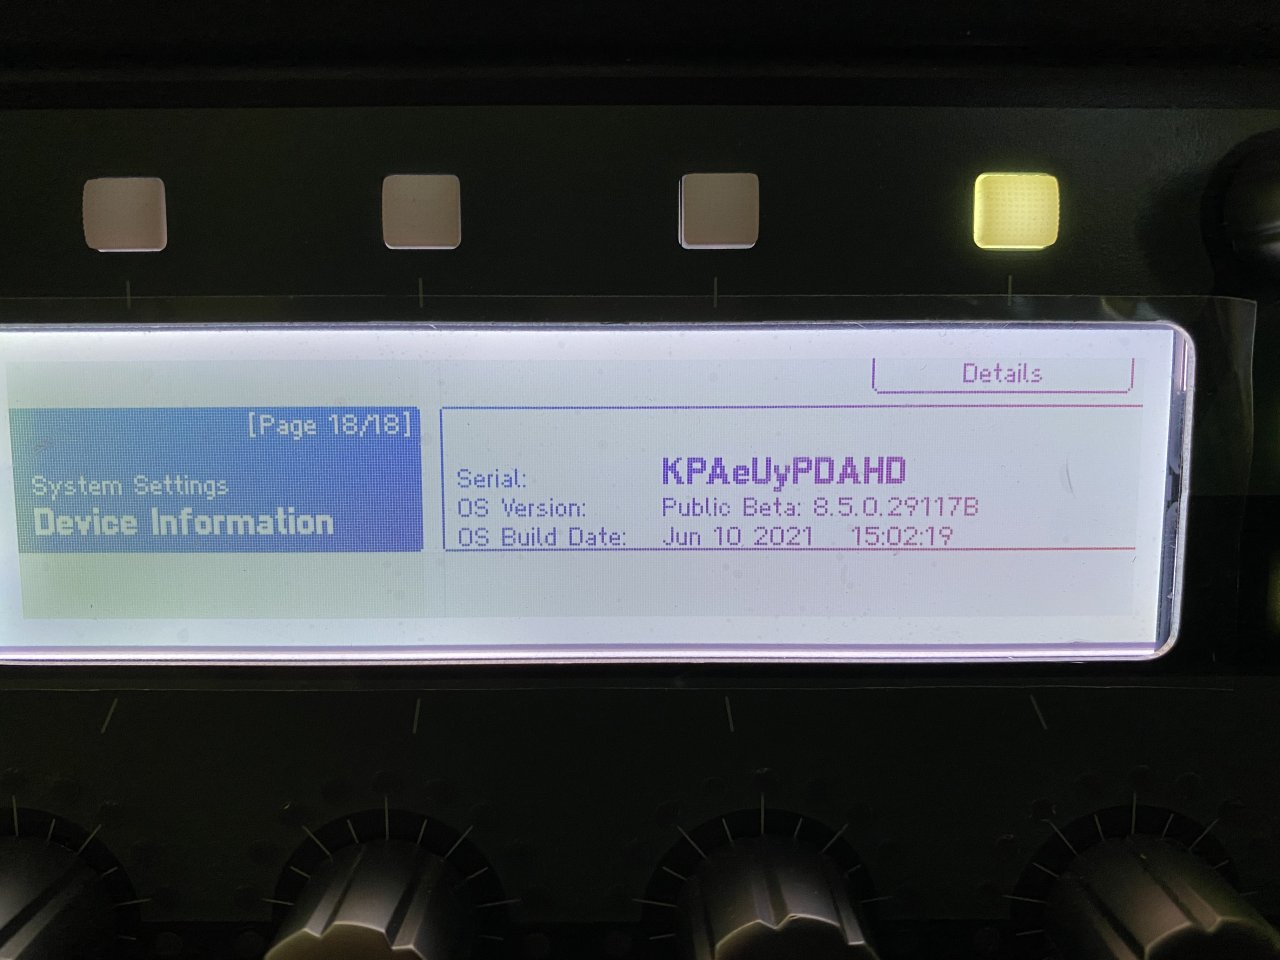 Details
[Page 18/18]
System Settings
Device Information
Serial: KPAeUyPDAHD
OS Version: Public Beta: 8.5.0.29117B
OS Build Date: Jun 10 2021 15:02:19